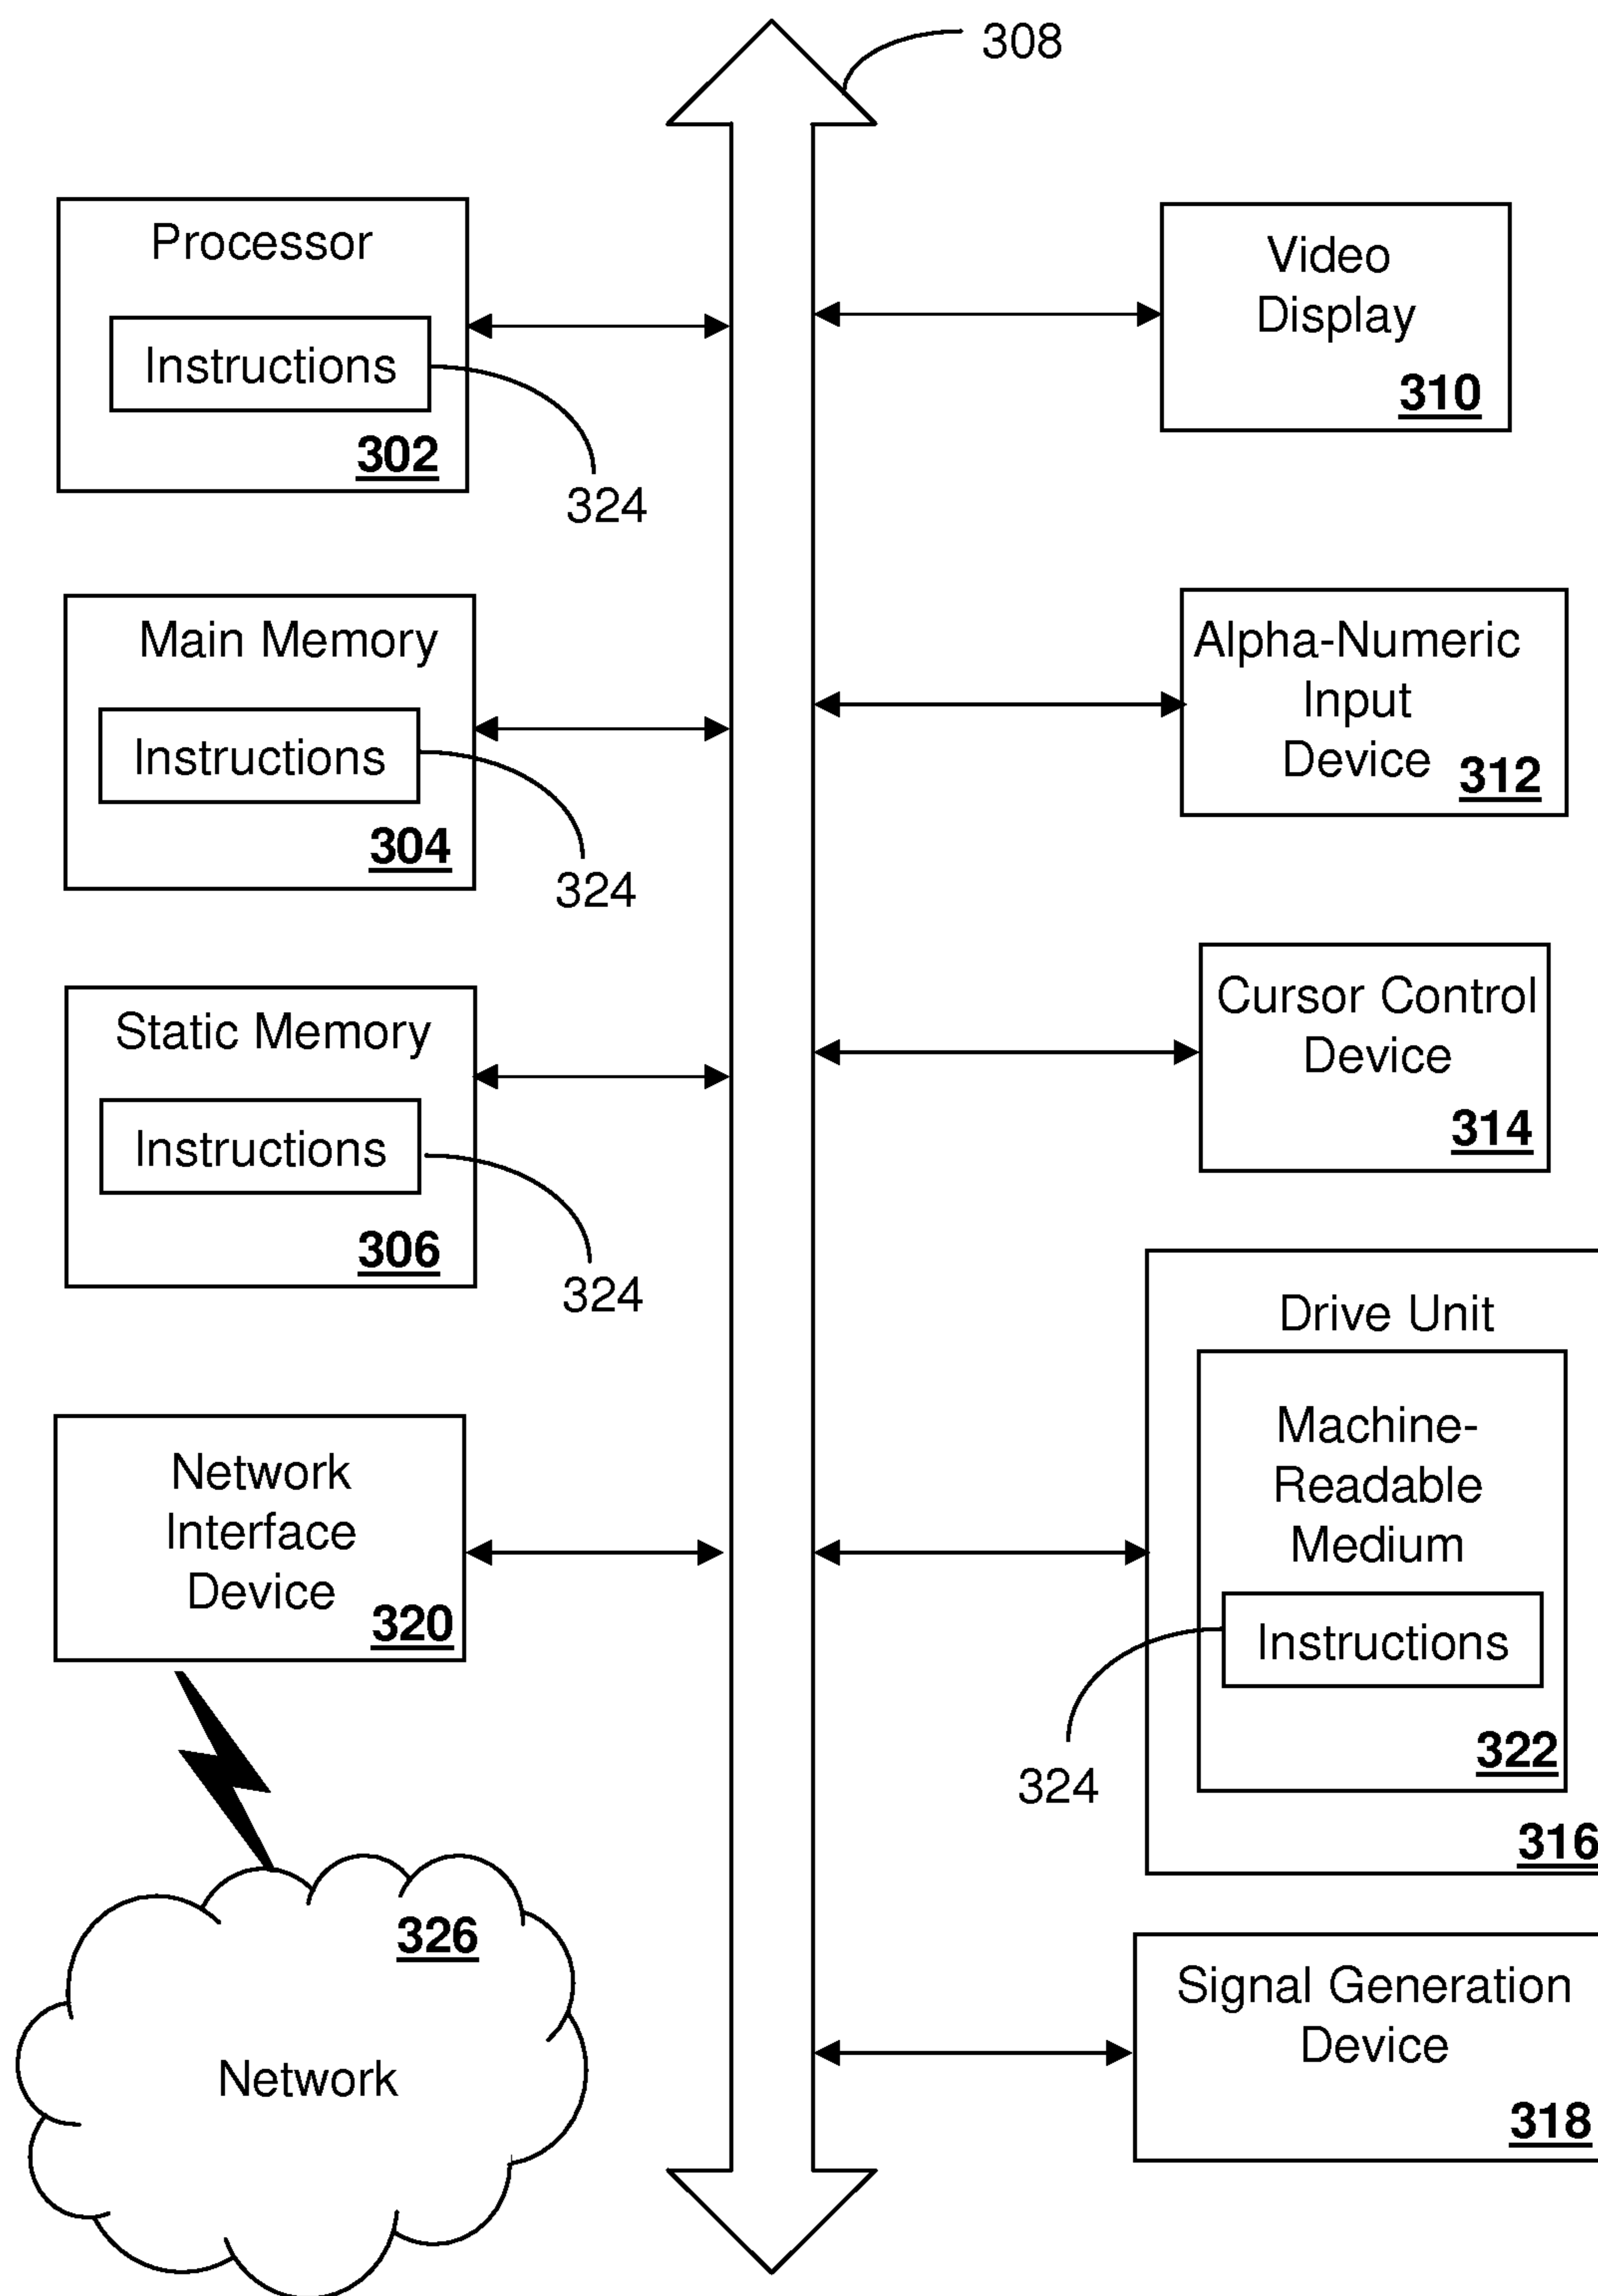 308
Processor
Instructions
302
324
Main Memory
Instructions
304
324
Static Memory
Instructions
306
324
Network
Interface
Device
320
326
Network
Video
Display
310
Alpha-Numeric
Input
Device
312
Cursor Control
Device
314
Drive Unit
Machine-
Readable
Medium
Instructions
322
324
316
Signal Generation
Device
318